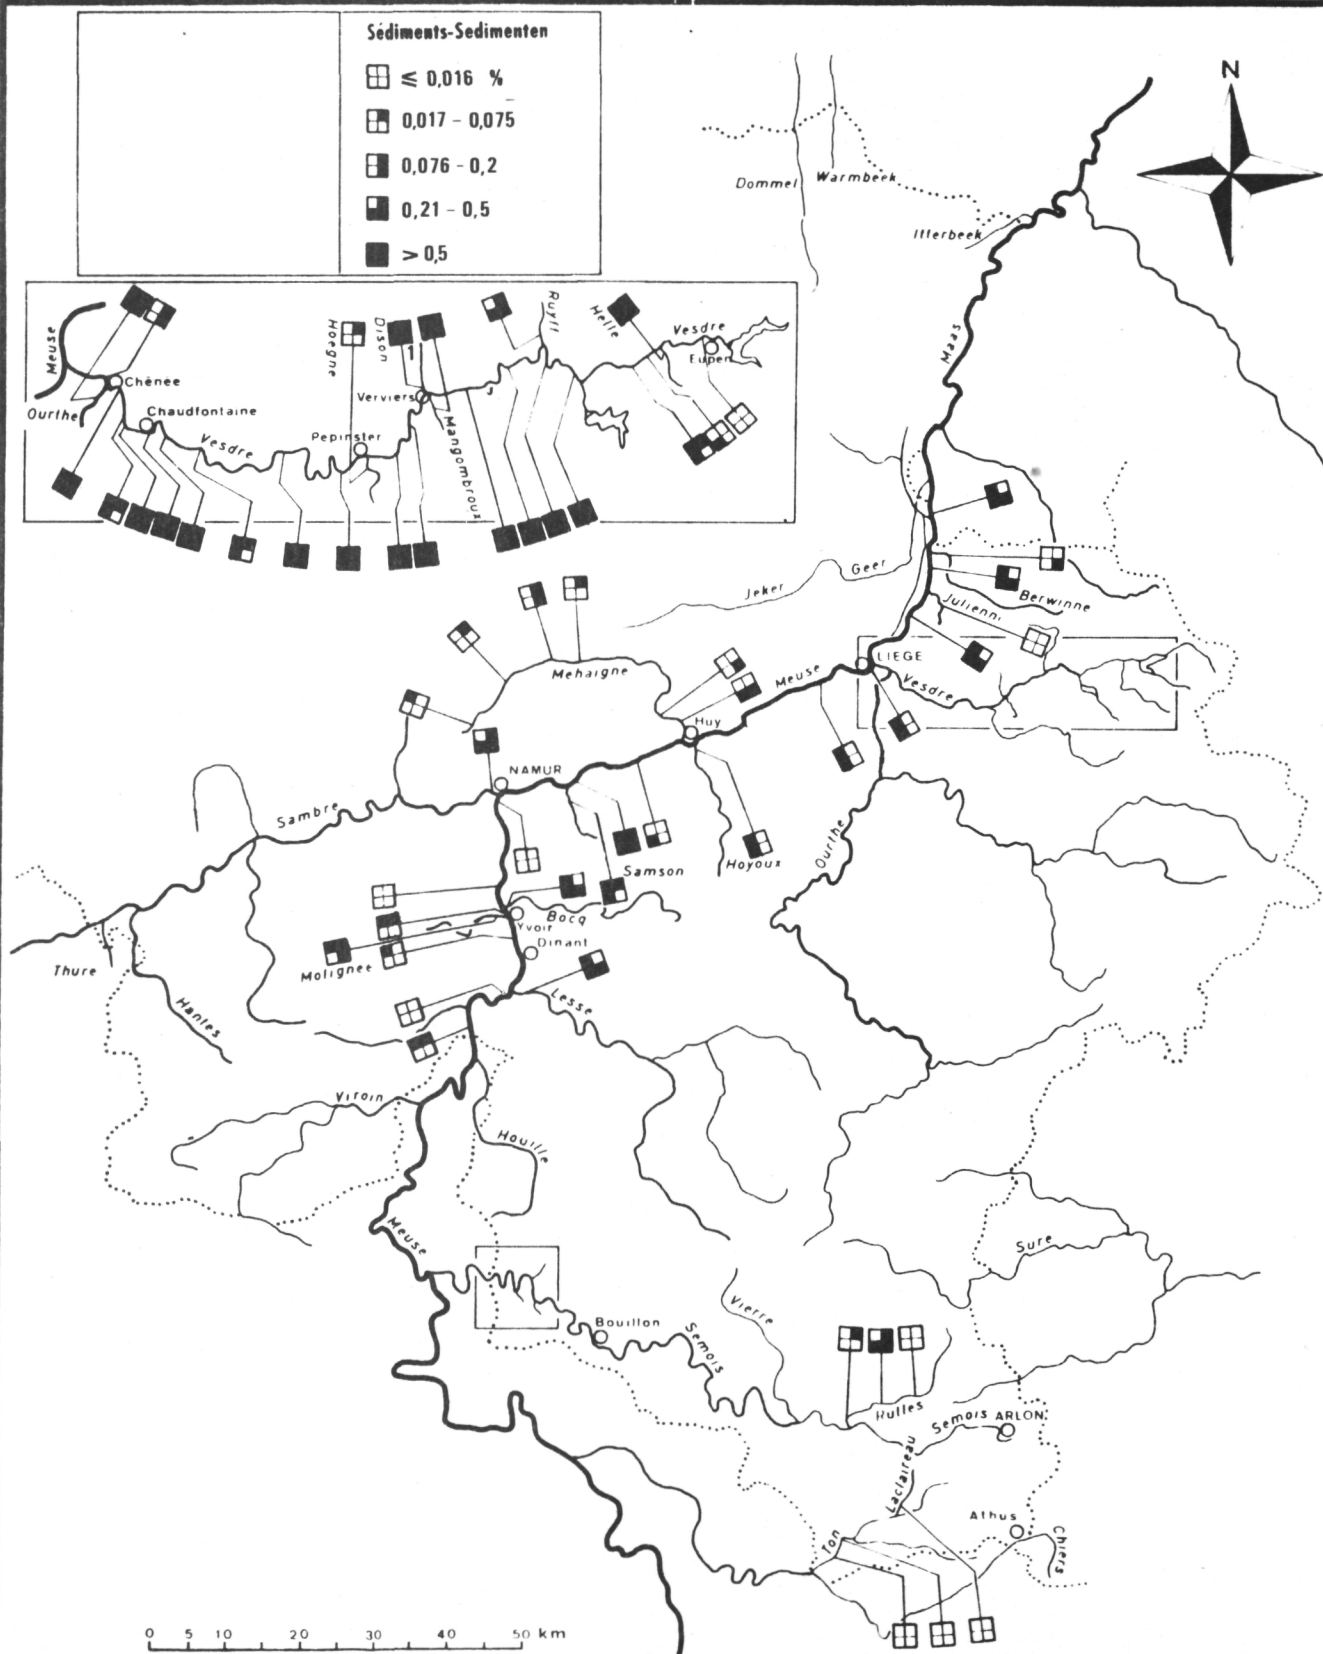 Sédiments-Sedimenten
≤ 0,016 %
0,017 - 0,075
0,076 - 0,2
0,21 - 0,5
> 0,5
N
Dommel
Warmbeek
Itterbeek
Maas
Meuse
Ourthe
Chênée
Chaudfontaine
Vesdre
Hoegne
Pepinster
Dison
1
Verviers
Mangombroux
Ruyff
Helle
Vesdre
Eupen
Jeker
Geer
Berwinne
Julienne
LIEGE
Vesdre
Mehaigne
Meuse
Huy
NAMUR
Sambre
Samson
Hoyoux
Ourthe
Bocq
Yvoir
Dinant
Molignée
Thure
Hantes
Lesse
Viroin
Houille
Meuse
Sure
Vierre
Bouillon
Semois
Rulles
Semois
ARLON
Laclaireau
Athus
Ton
Chiers
0 5 10 20 30 40 50 km